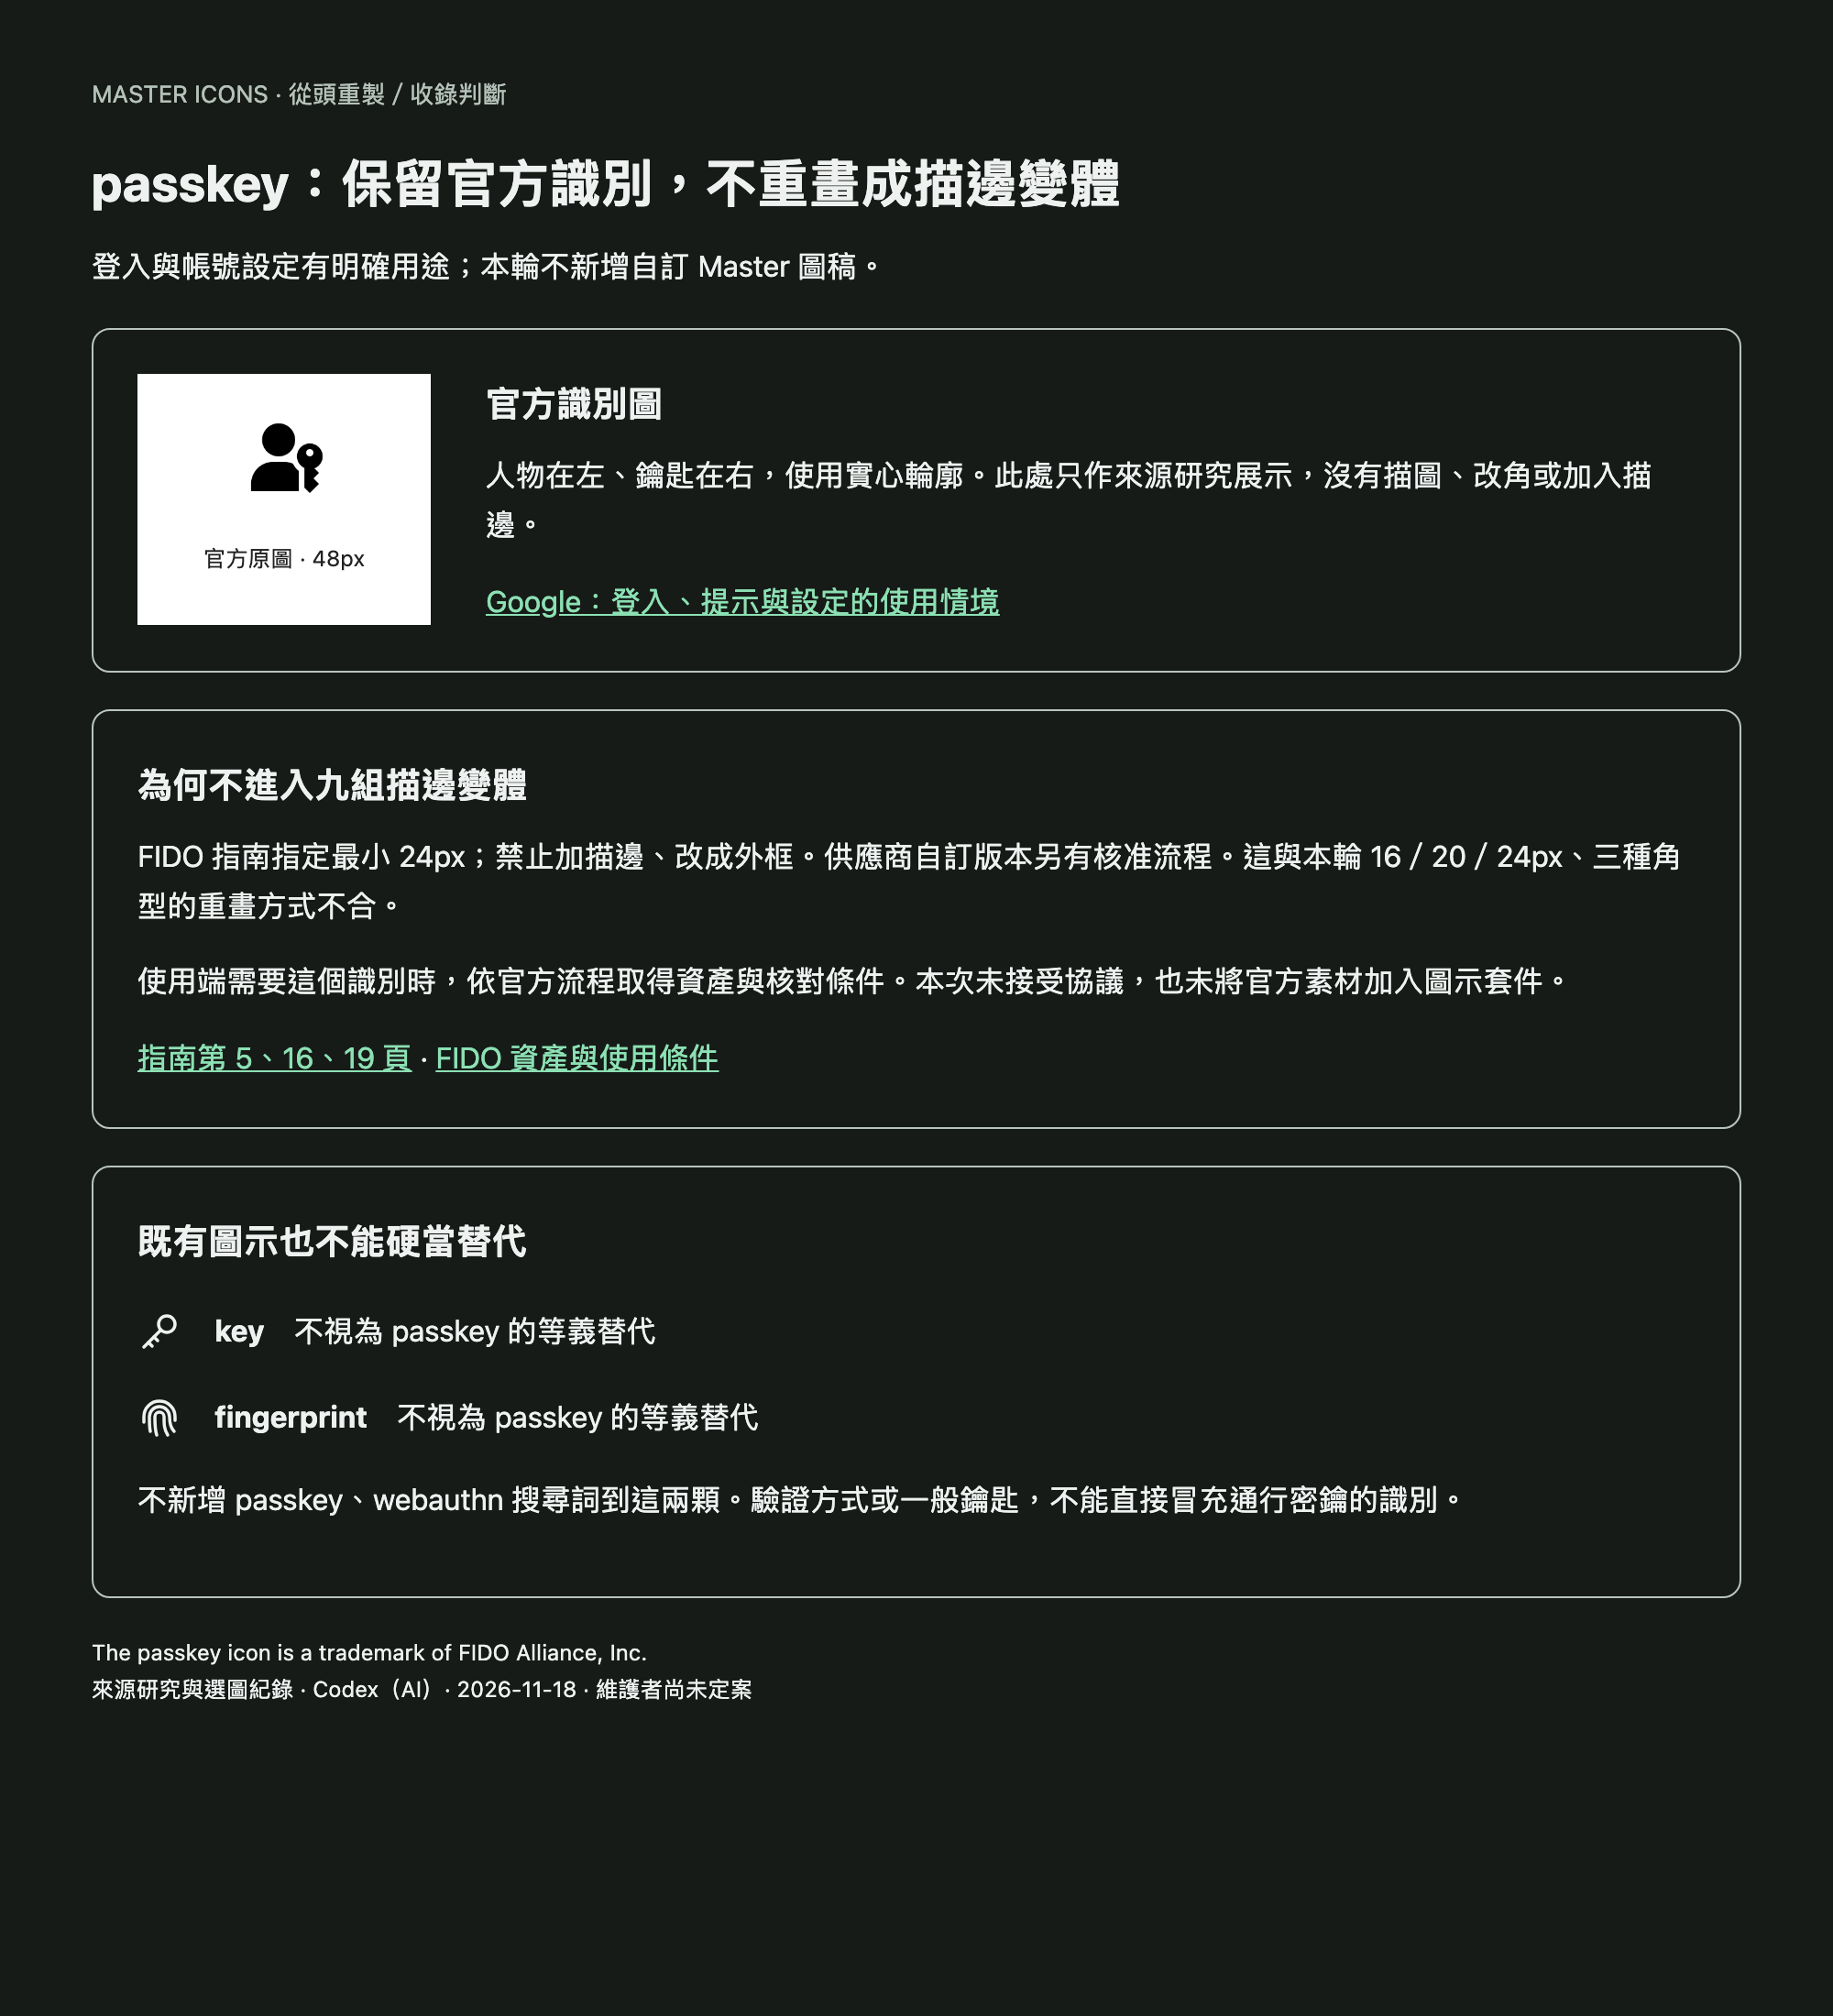 MASTER ICONS · 從頭重製 / 收錄判斷
passkey：保留官方識別，不重畫成描邊變體
登入與帳號設定有明確用途；本輪不新增自訂 Master 圖稿。
官方原圖 · 48px
官方識別圖
人物在左、鑰匙在右，使用實心輪廓。此處只作來源研究展示，沒有描圖、改角或加入描
邊。
Google：登入、提示與設定的使用情境
為何不進入九組描邊變體
FIDO 指南指定最小 24px；禁止加描邊、改成外框。供應商自訂版本另有核准流程。這與本輪 16 / 20 / 24px、三種角
型的重畫方式不合。
使用端需要這個識別時，依官方流程取得資產與核對條件。本次未接受協議，也未將官方素材加入圖示套件。
指南第 5、16、19 頁 · FIDO 資產與使用條件
既有圖示也不能硬當替代
key 不視為 passkey 的等義替代
fingerprint 不視為 passkey 的等義替代
不新增 passkey、webauthn 搜尋詞到這兩顆。驗證方式或一般鑰匙，不能直接冒充通行密鑰的識別。
The passkey icon is a trademark of FIDO Alliance, Inc.
來源研究與選圖紀錄 · Codex（AI）· 2026-11-18 · 維護者尚未定案